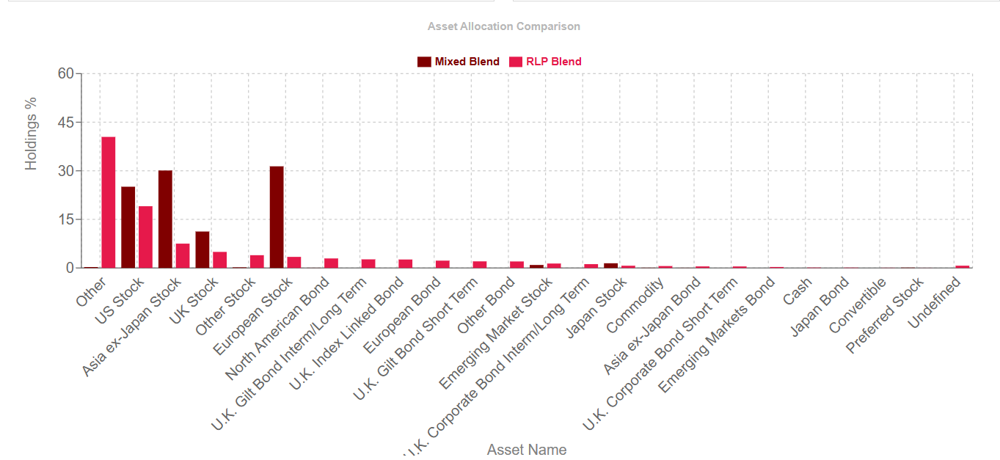 Asset Allocation Comparison
Mixed Blend RLP Blend
60
45
30
15
0
Holdings %
Other
US Stock
Asia ex-Japan Stock
UK Stock
Other Stock
European Stock
North American Bond
U.K. Gilt Bond Interm/Long Term
U.K. Index Linked Bond
European Bond
U.K. Gilt Bond Short Term
Other Bond
Emerging Market Stock
U.K. Corporate Bond Interm/Long Term
Japan Stock
Commodity
Asia ex-Japan Bond
U.K. Corporate Bond Short Term
Emerging Markets Bond
Cash
Japan Bond
Convertible
Preferred Stock
Undefined
Asset Name